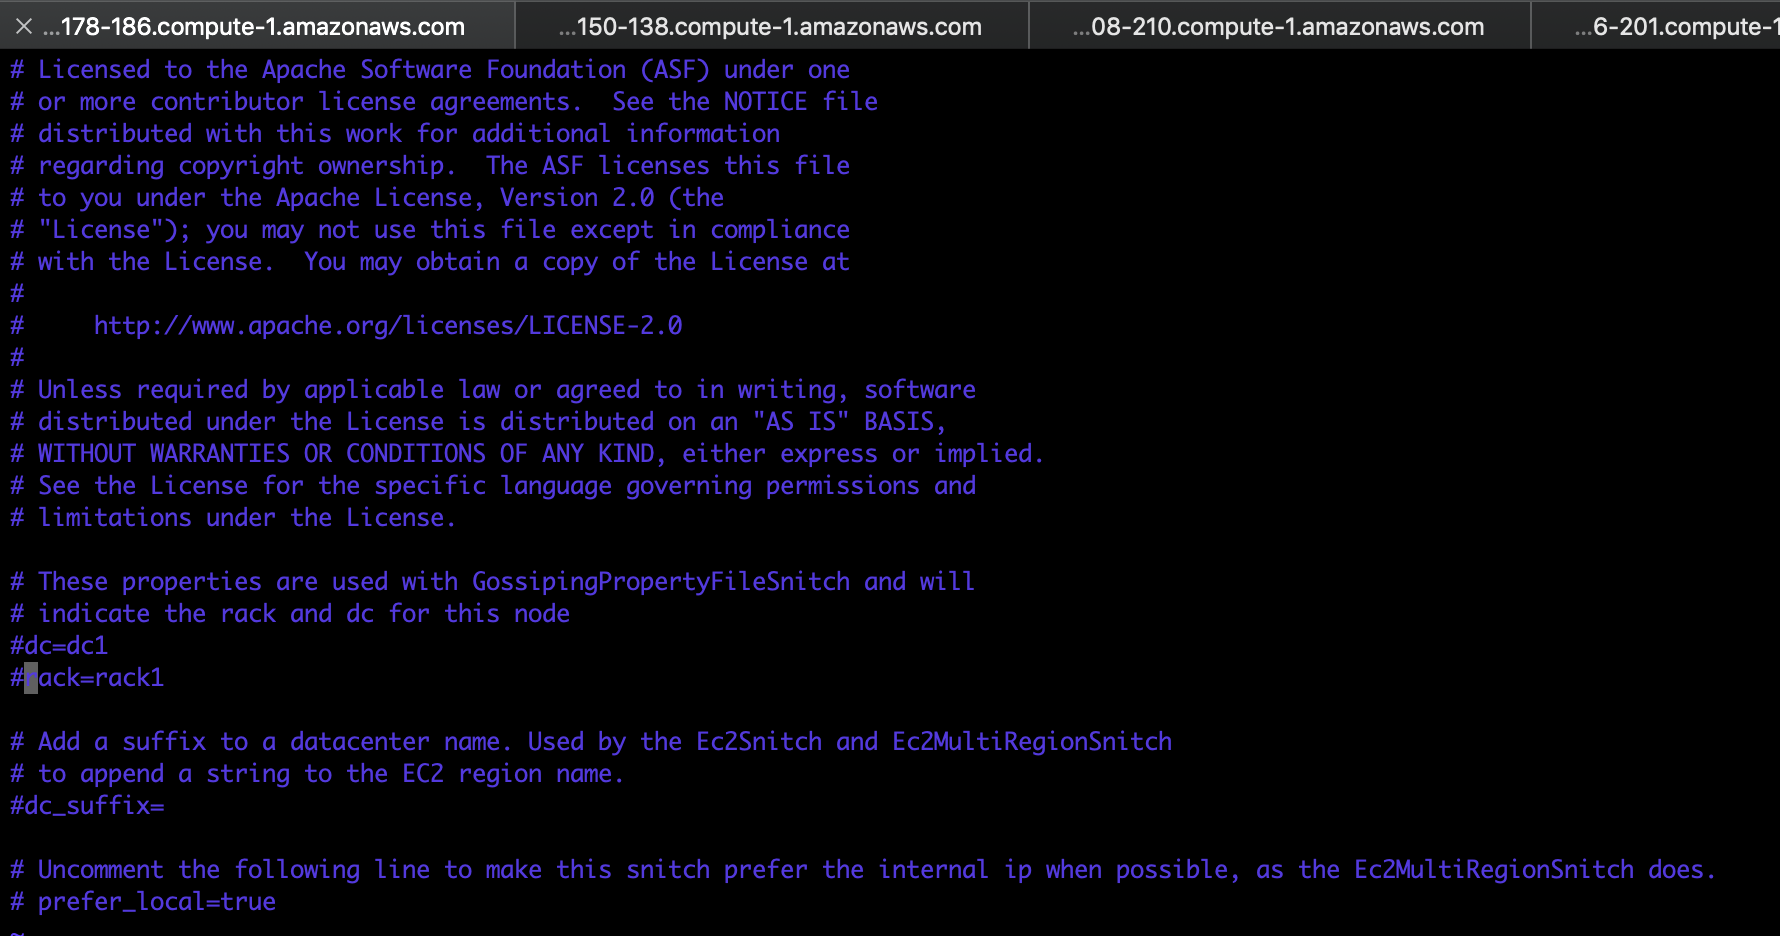 ...178-186.compute-1.amazonaws.com
...150-138.compute-1.amazonaws.com
...08-210.compute-1.amazonaws.com
...6-201.compute-1
# Licensed to the Apache Software Foundation (ASF) under one
# or more contributor license agreements.  See the NOTICE file
# distributed with this work for additional information
# regarding copyright ownership.  The ASF licenses this file
# to you under the Apache License, Version 2.0 (the
# "License"); you may not use this file except in compliance
# with the License.  You may obtain a copy of the License at
#
#     http://www.apache.org/licenses/LICENSE-2.0
#
# Unless required by applicable law or agreed to in writing, software
# distributed under the License is distributed on an "AS IS" BASIS,
# WITHOUT WARRANTIES OR CONDITIONS OF ANY KIND, either express or implied.
# See the License for the specific language governing permissions and
# limitations under the License.
# These properties are used with GossipingPropertyFileSnitch and will
# indicate the rack and dc for this node
#dc=dc1
#rack=rack1
# Add a suffix to a datacenter name. Used by the Ec2Snitch and Ec2MultiRegionSnitch
# to append a string to the EC2 region name.
#dc_suffix=
# Uncomment the following line to make this snitch prefer the internal ip when possible, as the Ec2MultiRegionSnitch does.
# prefer_local=true
~